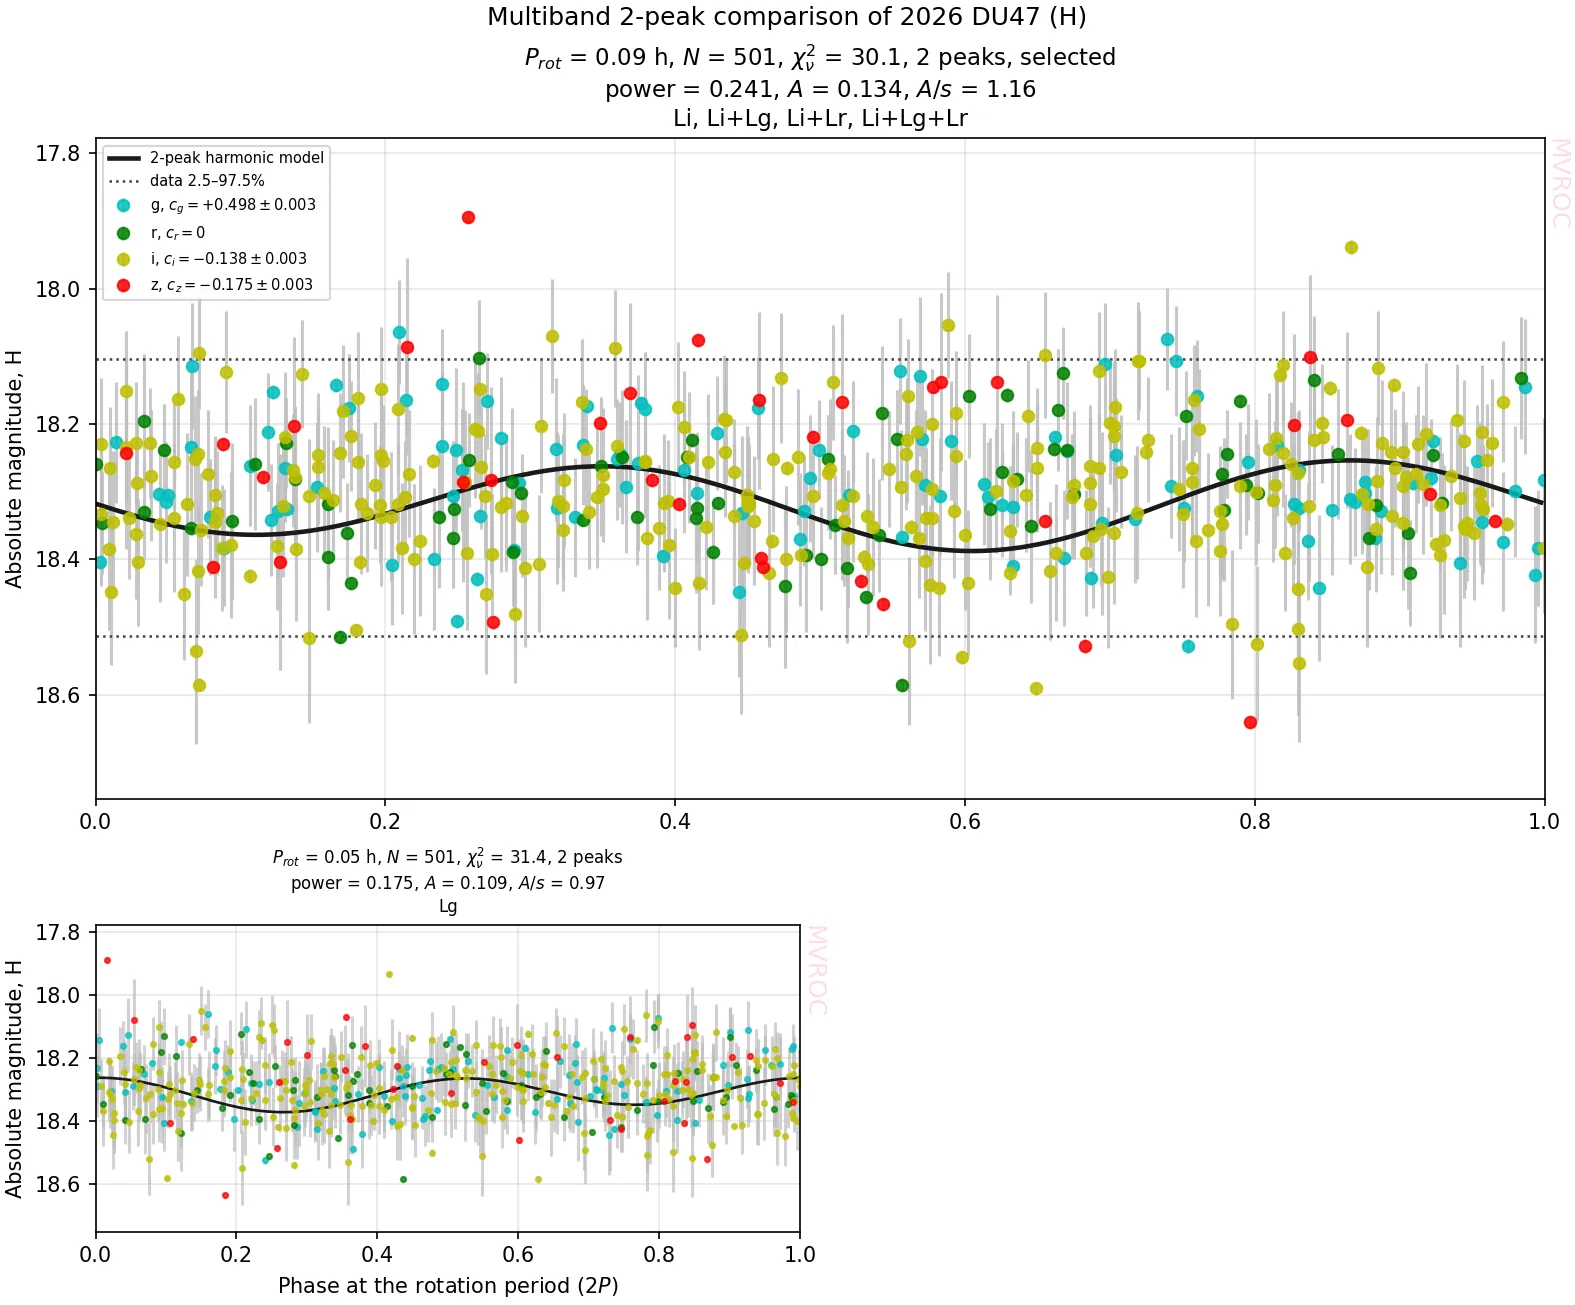 Multiband 2-peak comparison of 2026 DU47 (H)
P_rot = 0.09 h, N = 501, χ²_ν = 30.1, 2 peaks, selected
power = 0.241, A = 0.134, A/s = 1.16
Li, Li+Lg, Li+Lr, Li+Lg+Lr
2-peak harmonic model
data 2.5–97.5%
g, c_g = +0.498 ± 0.003
r, c_r = 0
i, c_i = −0.138 ± 0.003
z, c_z = −0.175 ± 0.003
MVROC
Absolute magnitude, H
17.8
18.0
18.2
18.4
18.6
0.0 0.2 0.4 0.6 0.8 1.0
P_rot = 0.05 h, N = 501, χ²_ν = 31.4, 2 peaks
power = 0.175, A = 0.109, A/s = 0.97
Lg
MVROC
Absolute magnitude, H
17.8
18.0
18.2
18.4
18.6
0.0 0.2 0.4 0.6 0.8 1.0
Phase at the rotation period (2P)